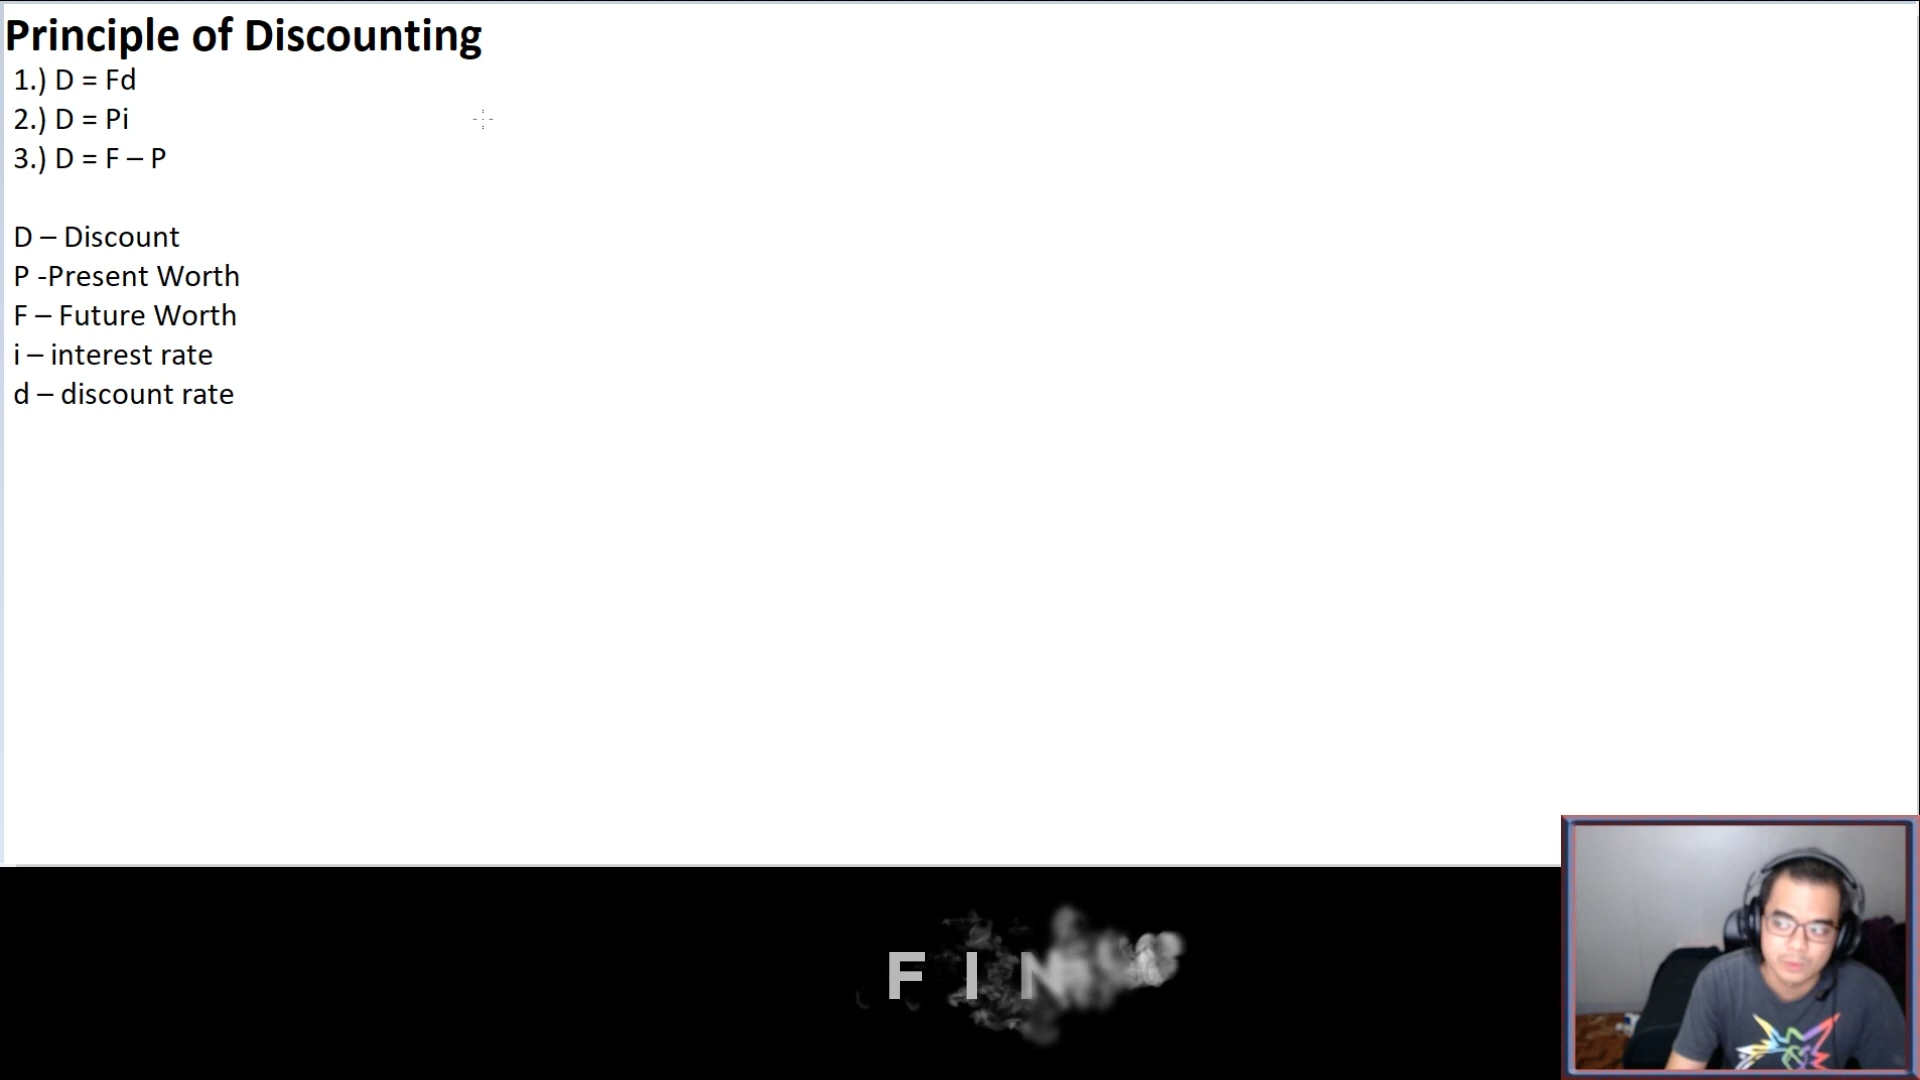 Principle of Discounting
1.) D = Fd
2.) D = Pi
3.) D = F – P
D – Discount
P -Present Worth
F – Future Worth
i – interest rate
d – discount rate
F I N